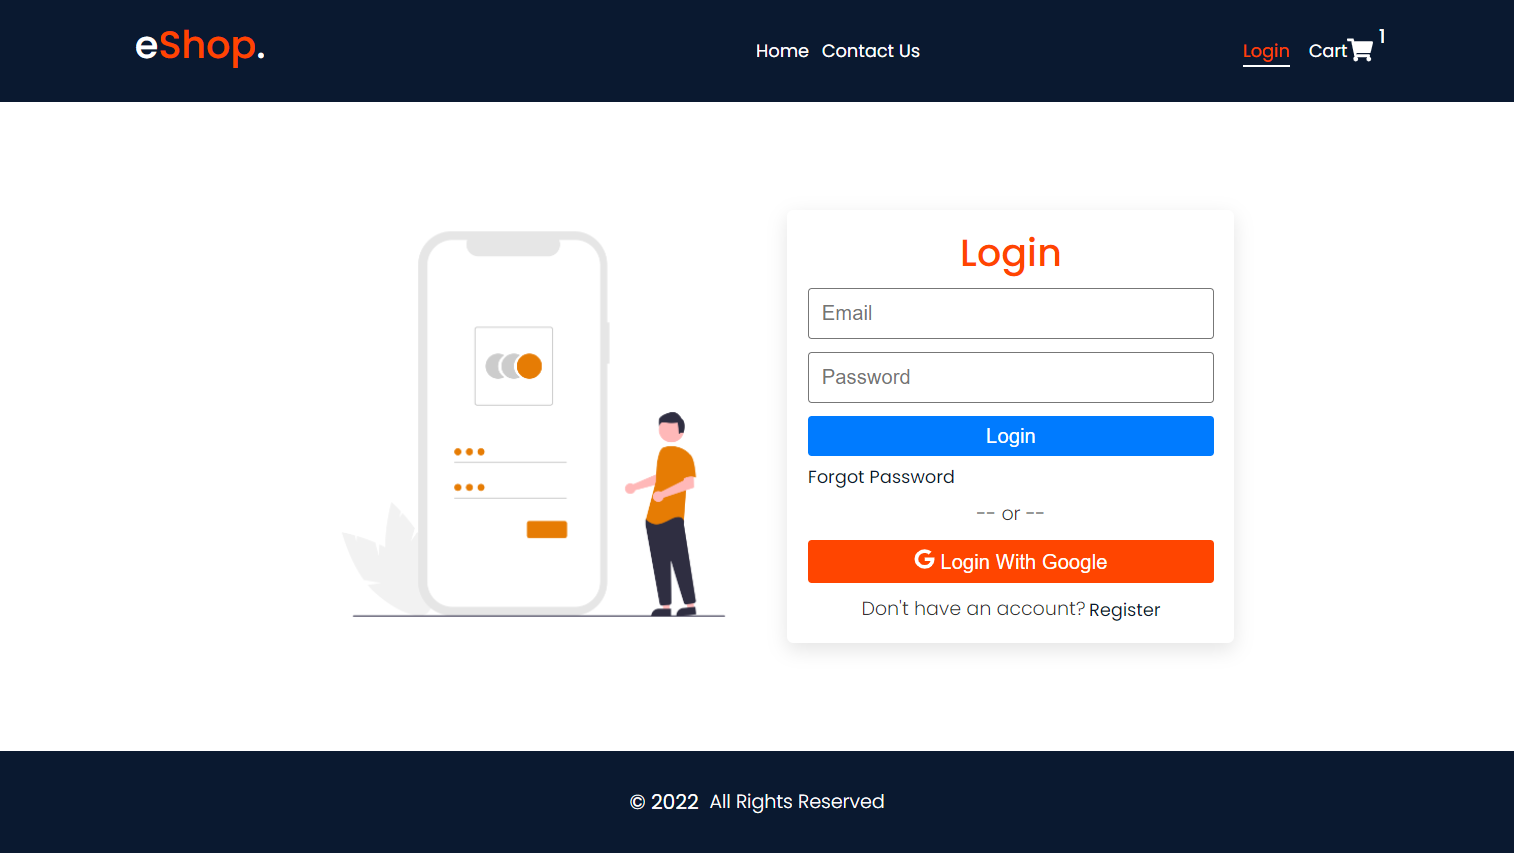 eShop.
Home Contact Us
Login Cart 1
Login
Email
Password
Login
Forgot Password
-- or --
G Login With Google
Don't have an account? Register
© 2022 All Rights Reserved